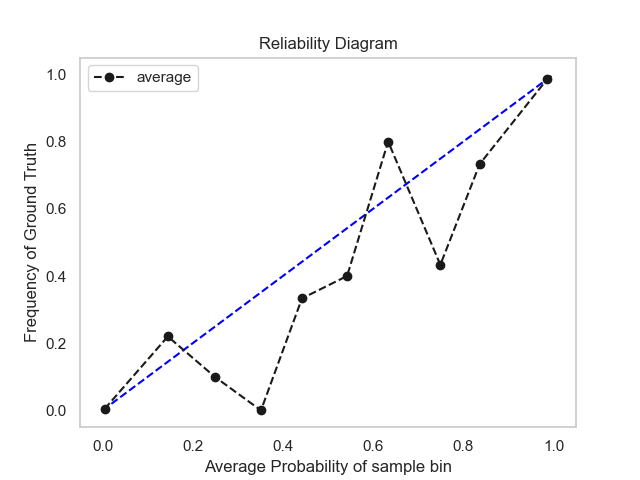 Reliability Diagram
average
Frequency of Ground Truth
1.0
0.8
0.6
0.4
0.2
0.0
0.0 0.2 0.4 0.6 0.8 1.0
Average Probability of sample bin